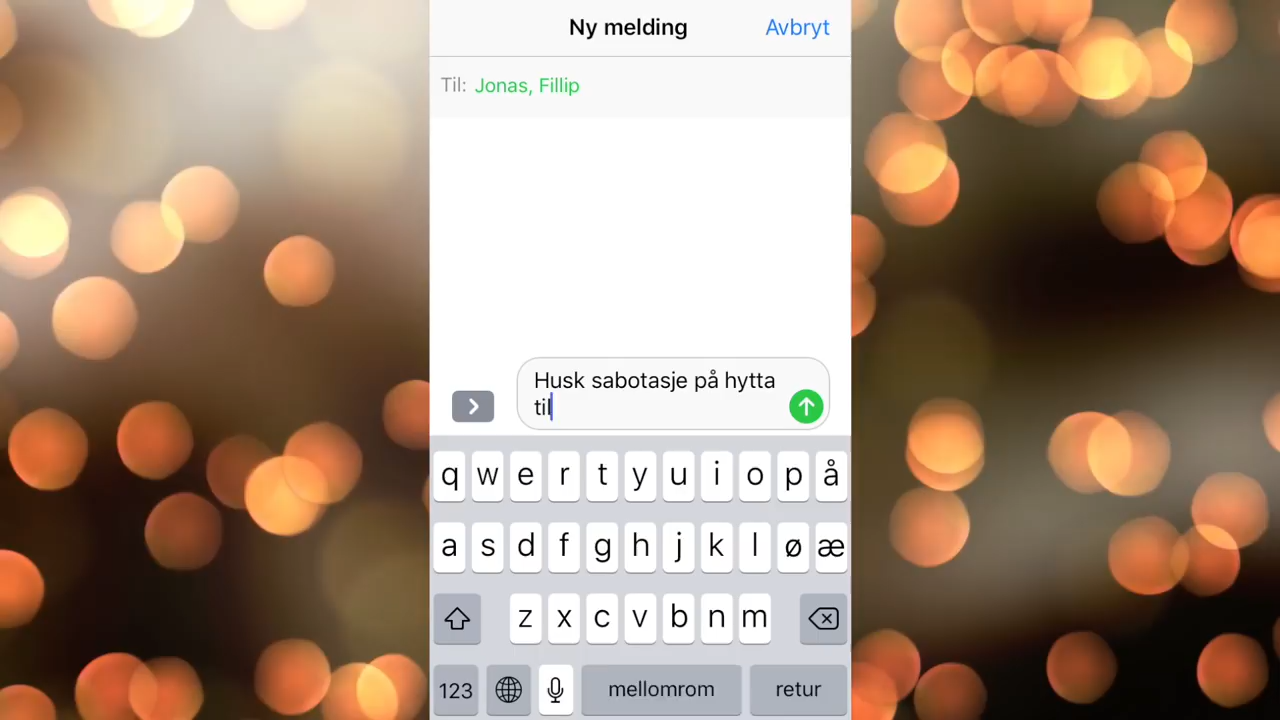 Ny melding
Avbryt
Til: Jonas, Fillip
Husk sabotasje på hytta
til
q w e r t y u i o p å
a s d f g h j k l ø æ
z x c v b n m
123 mellomrom retur